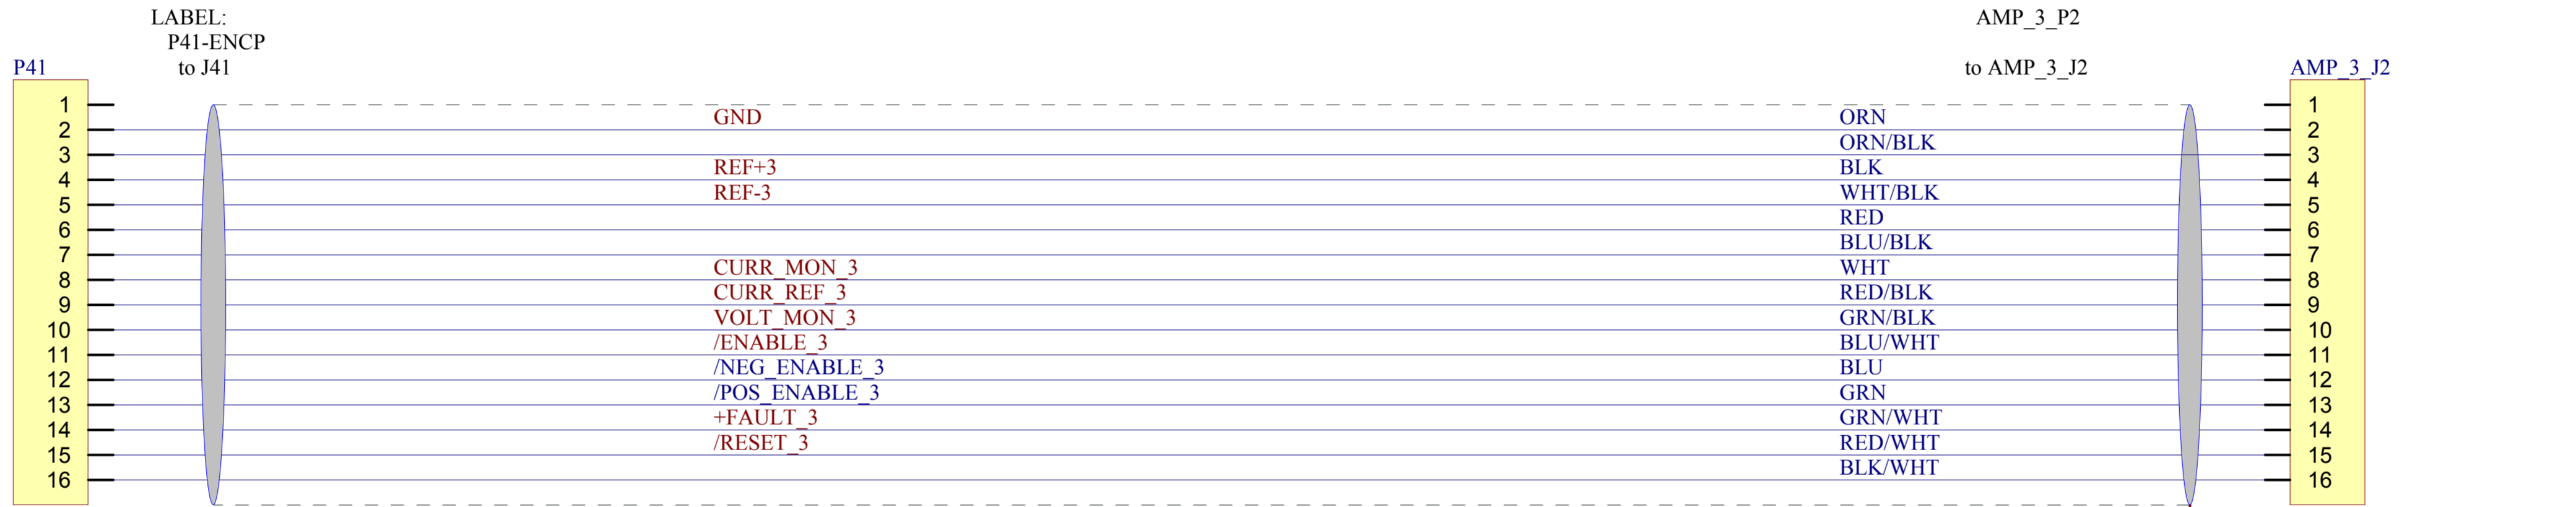 LABEL: AMP_3_P2
P41-ENCP
P41 to J41 to AMP_3_J2 AMP_3_J2
1 1
GND ORN
2 2
ORN/BLK
3 3
REF+3 BLK
4 4
REF-3 WHT/BLK
5 5
RED
6 6
BLU/BLK
7 7
CURR_MON_3 WHT
8 8
CURR_REF_3 RED/BLK
9 9
VOLT_MON_3 GRN/BLK
10 10
/ENABLE_3 BLU/WHT
11 11
/NEG_ENABLE_3 BLU
12 12
/POS_ENABLE_3 GRN
13 13
+FAULT_3 GRN/WHT
14 14
/RESET_3 RED/WHT
15 15
BLK/WHT
16 16